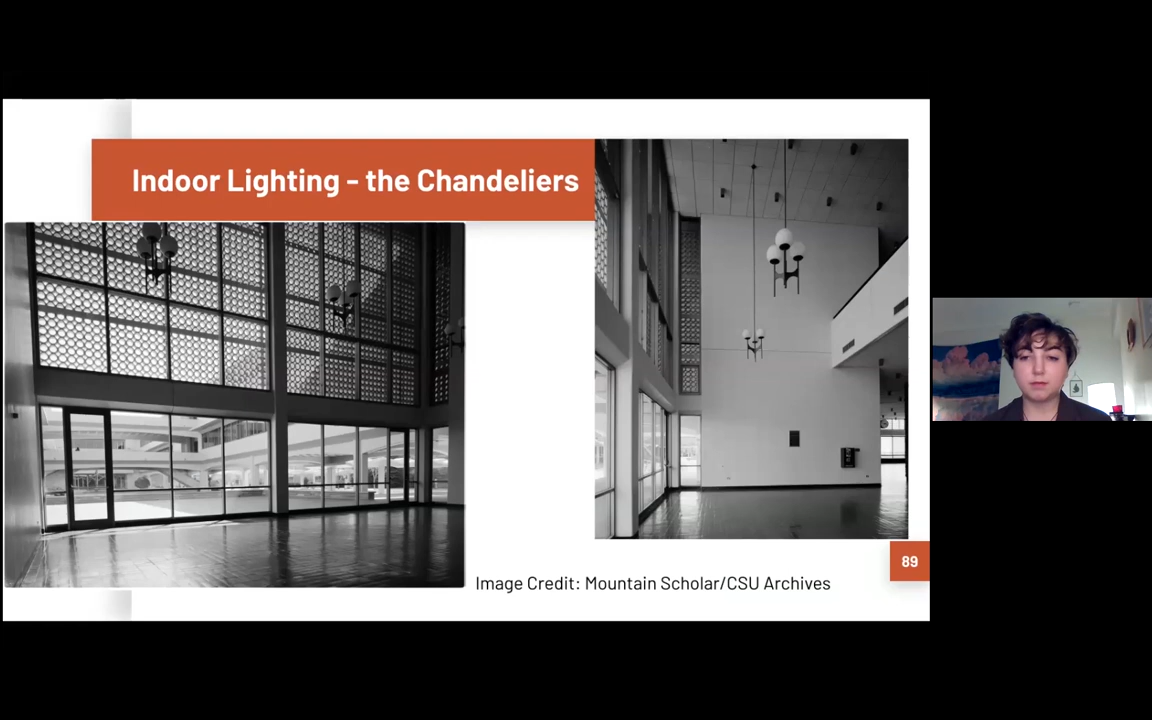 Indoor Lighting - the Chandeliers
Image Credit: Mountain Scholar/CSU Archives
89